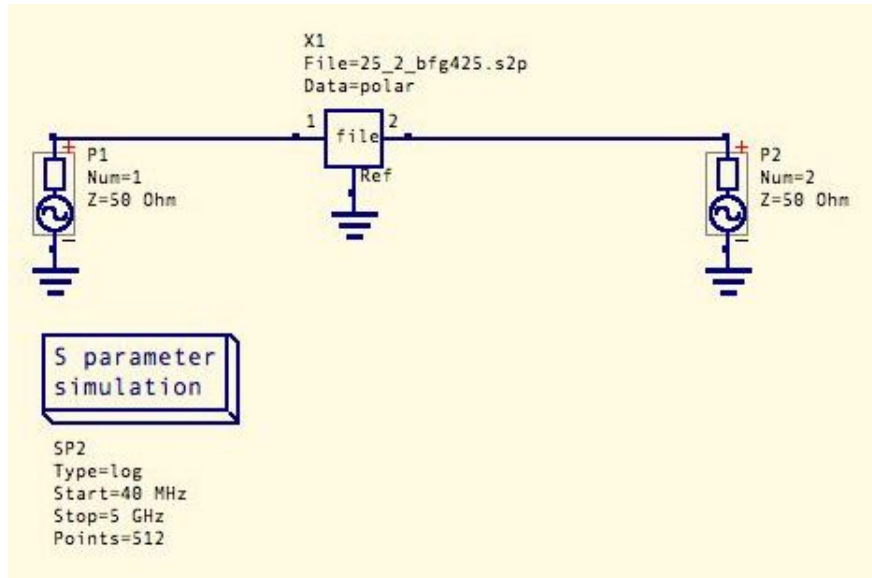 X1
File=25_2_bfg425.s2p
Data=polar
1
file
2
Ref
+
P1
Num=1
Z=50 Ohm
-
+
P2
Num=2
Z=50 Ohm
-
S parameter
simulation
SP2
Type=log
Start=40 MHz
Stop=5 GHz
Points=512